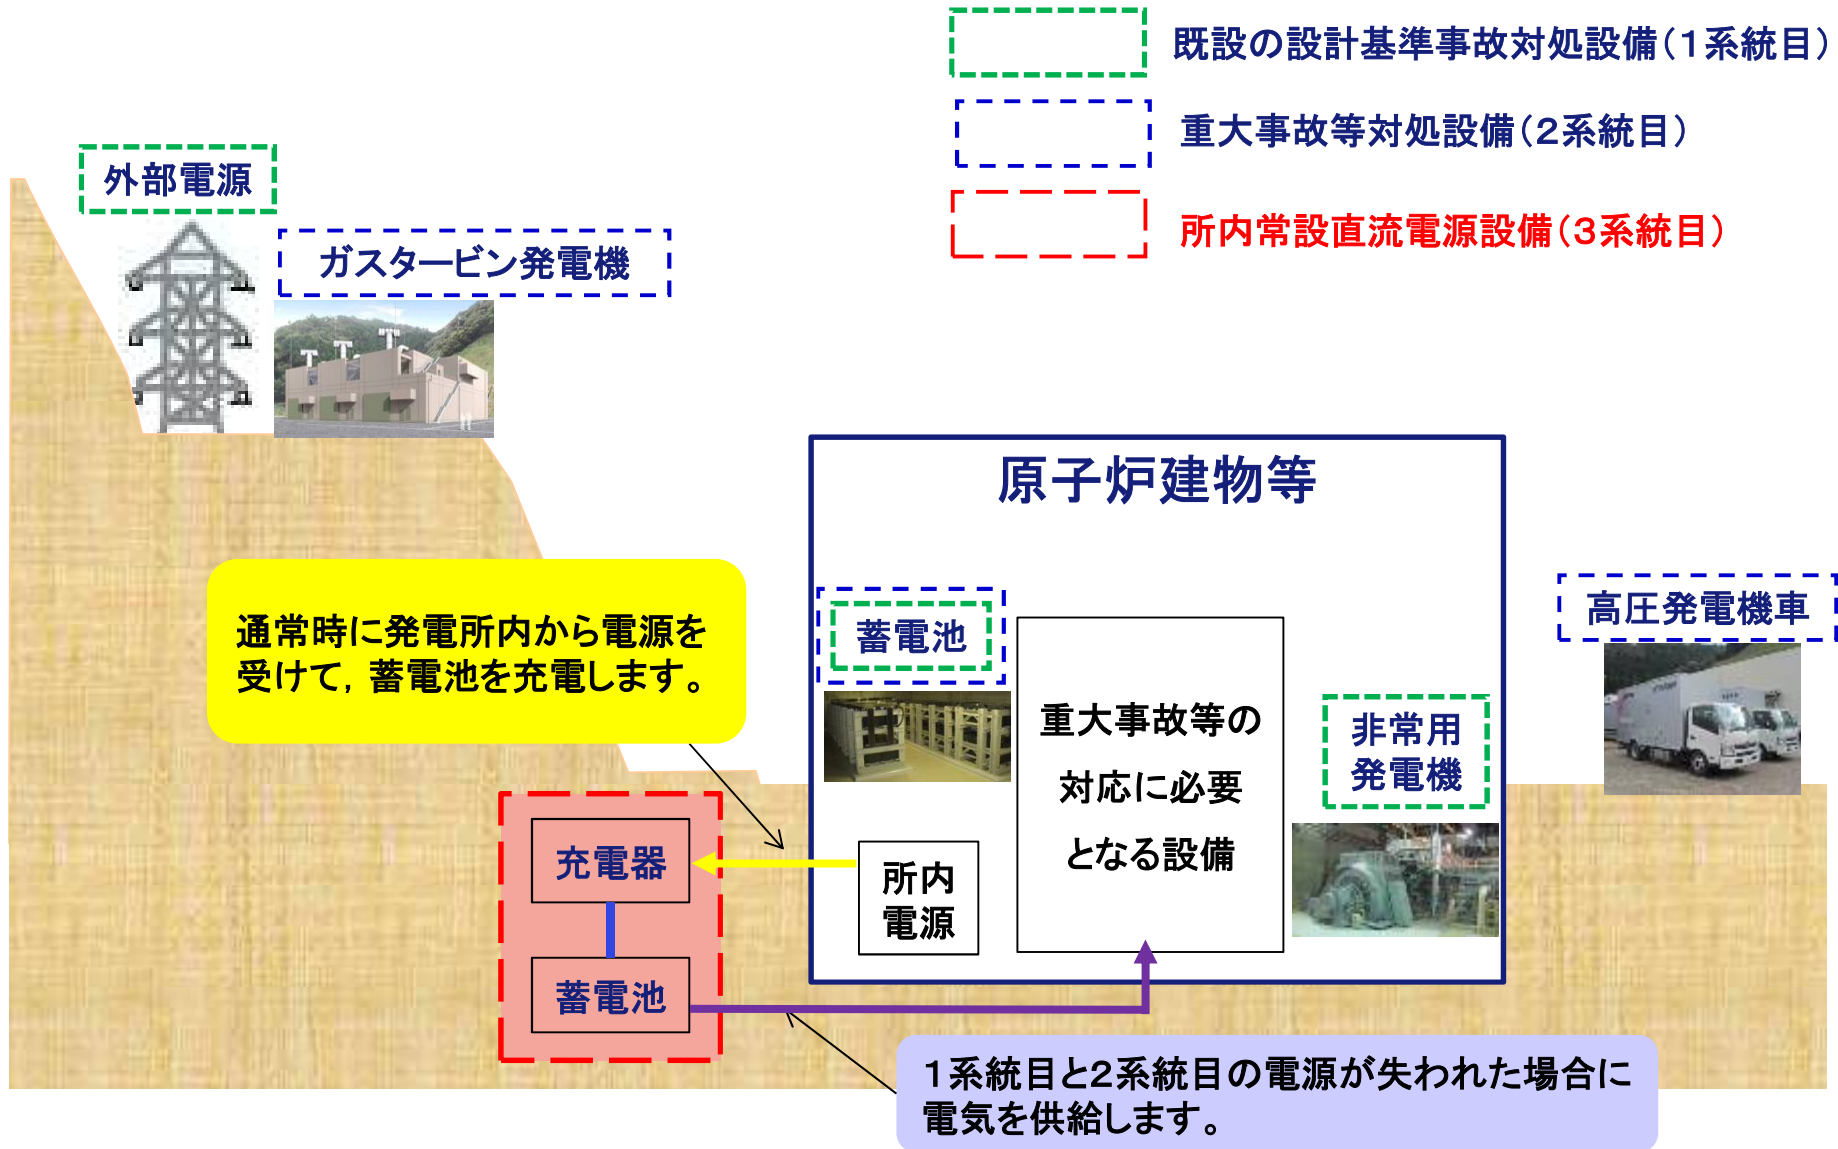 既設の設計基準事故対処設備(1系統目)
重大事故等対処設備(2系統目)
所内常設直流電源設備(3系統目)
外部電源
ガスタービン発電機
原子炉建物等
通常時に発電所内から電源を
受けて,蓄電池を充電します。
蓄電池
重大事故等の
対応に必要
となる設備
非常用
発電機
高圧発電機車
充電器
所内
電源
蓄電池
1系統目と2系統目の電源が失われた場合に
電気を供給します。